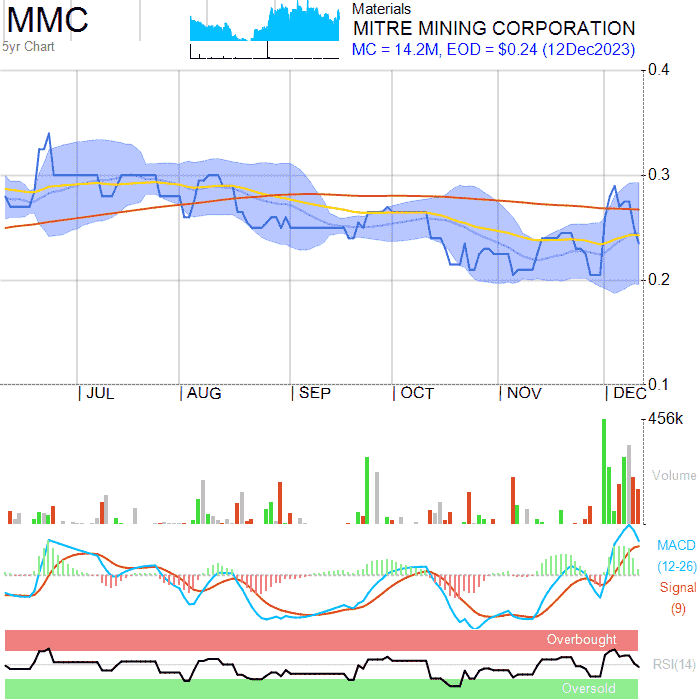 MMC
5yr Chart
Materials
MITRE MINING CORPORATION
MC = 14.2M, EOD = $0.24 (12Dec2023)
0.4
0.3
0.2
0.1
| JUL | AUG | SEP | OCT | NOV | DEC
456k
Volume
MACD
(12-26)
Signal
(9)
Overbought
RSI(14)
Oversold